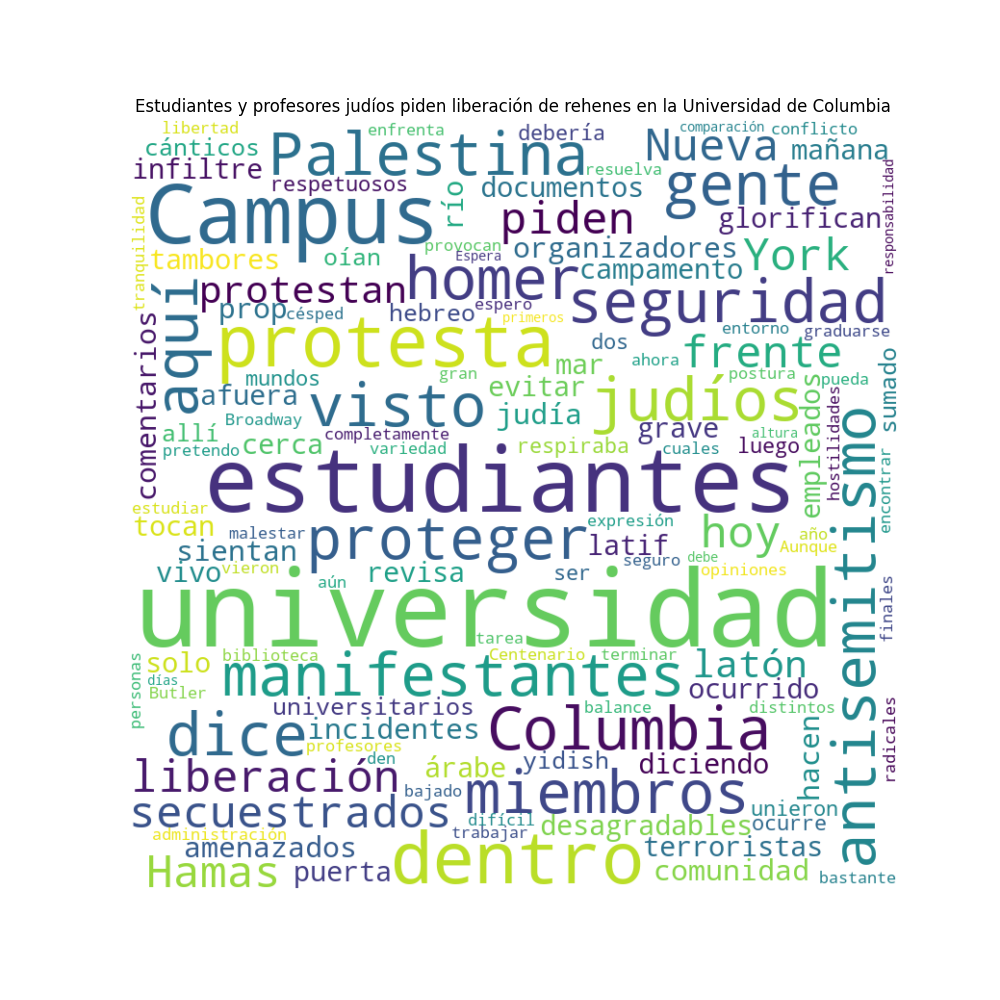 Estudiantes y profesores judíos piden liberación de rehenes en la Universidad de Columbia
libertad
enfrenta
debería
comparación
conflicto
cánticos
Palestina
Nueva
mañana
infiltre
resuelva
gente
respetuosos
río
documentos
responsabilidad
Campus
piden
glorifican
tranquilidad
provocan
organizadores
York
tambores
oían
Espera
homer
campamento
aquí
protestan
seguridad
prop
césped
hebreo
espero
primeros
comentarios
protesta
dos
entorno
graduarse
frente
mar
ahora
sumado
mundos
gran
evitar
postura
pueda
afuera
visto
judía
judíos
empleados
hostilidades
antisemitismo
Broadway
allí
completamente
grave
altura
luego
pretendo
cerca
variedad
respiraba
cuales
encontrar
estudiantes
estudiar
tocan
malestar
proteger
expresión
hoy
año
sientan
latif
Aunque
seguro
debe
vivo
vieron
aún
revisa
ser
opiniones
finales
universidad
tarea
personas
solo
biblioteca
Centenario
terminar
latón
días
Butler
manifestantes
ocurrido
universitarios
balance
distintos
radicales
dice
incidentes
Columbia
hacen
profesores
den
árabe
yidish
diciendo
liberación
bajado
miembros
unieron
secuestrados
difícil
desagradables
ocurre
administración
trabajar
amenazados
dentro
terroristas
Hamas
puerta
comunidad
bastante